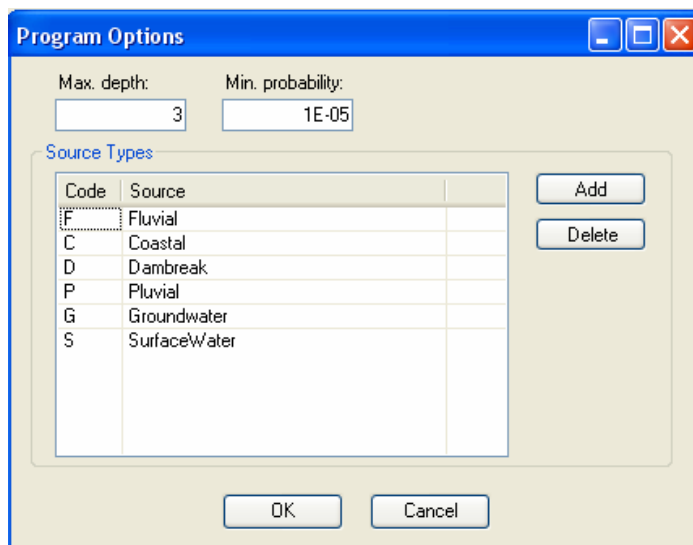 Program Options
Max. depth: Min. probability:
3 1E-05
Source Types
Code Source
F Fluvial
C Coastal
D Dambreak
P Pluvial
G Groundwater
S SurfaceWater
Add
Delete
OK Cancel